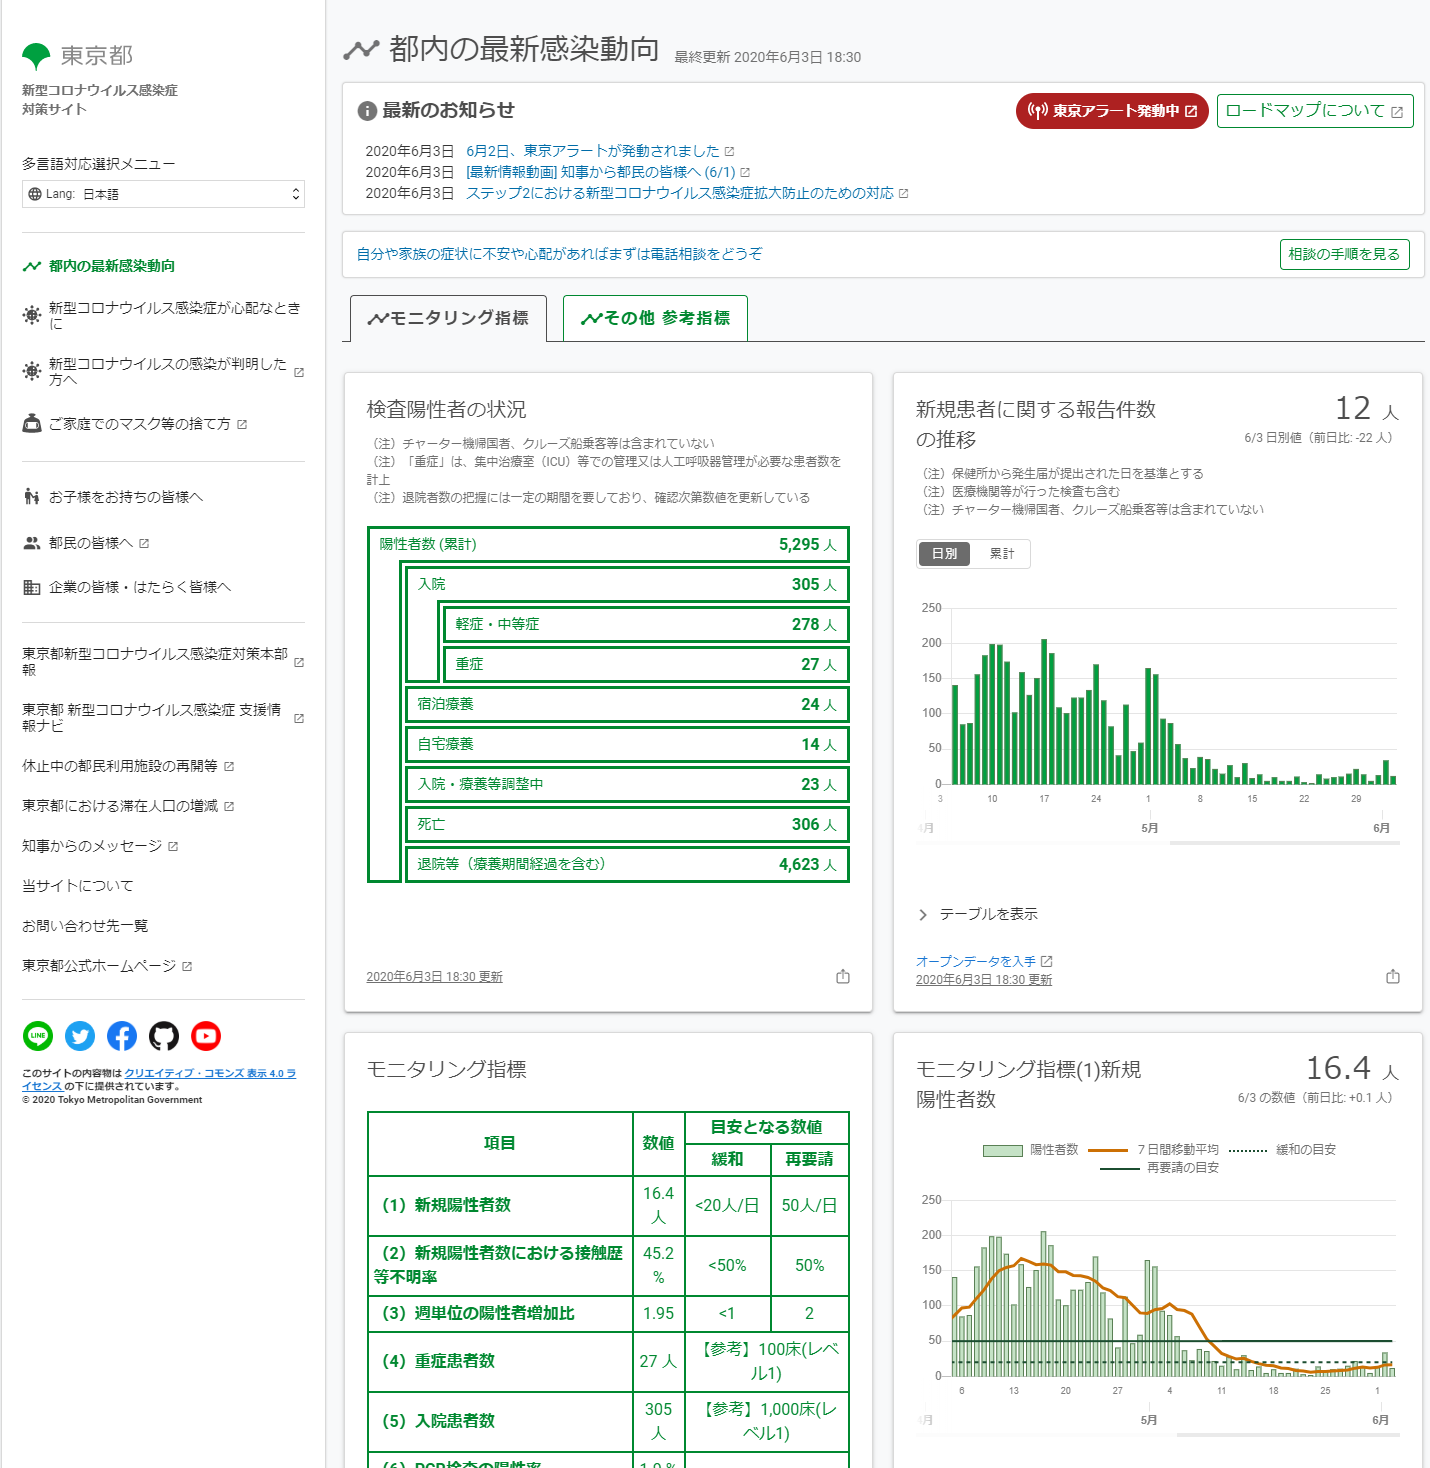 東京都
新型コロナウイルス感染症
対策サイト
多言語対応選択メニュー
Lang: 日本語
都内の最新感染動向
新型コロナウイルス感染症が心配なとき
に
新型コロナウイルスの感染が判明した
方へ
ご家庭でのマスク等の捨て方
お子様をお持ちの皆様へ
都民の皆様へ
企業の皆様・はたらく皆様へ
東京都新型コロナウイルス感染症対策本部
報
東京都 新型コロナウイルス感染症 支援情
報ナビ
休止中の都民利用施設の再開等
東京都における滞在人口の増減
知事からのメッセージ
当サイトについて
お問い合わせ先一覧
東京都公式ホームページ
LINE
このサイトの内容物は クリエイティブ・コモンズ 表示 4.0 ラ
イセンス の下に提供されています。
© 2020 Tokyo Metropolitan Government
都内の最新感染動向 最終更新 2020年6月3日 18:30
最新のお知らせ
東京アラート発動中
ロードマップについて
2020年6月3日 6月2日、東京アラートが発動されました
2020年6月3日 [最新情報動画] 知事から都民の皆様へ (6/1)
2020年6月3日 ステップ2における新型コロナウイルス感染症拡大防止のための対応
自分や家族の症状に不安や心配があればまずは電話相談をどうぞ
相談の手順を見る
モニタリング指標
その他 参考指標
検査陽性者の状況
（注）チャーター機帰国者、クルーズ船乗客等は含まれていない
（注）「重症」は、集中治療室（ICU）等での管理又は人工呼吸器管理が必要な患者数を
計上
（注）退院者数の把握には一定の期間を要しており、確認次第数値を更新している
陽性者数 (累計) 5,295 人
入院 305 人
軽症・中等症 278 人
重症 27 人
宿泊療養 24 人
自宅療養 14 人
入院・療養等調整中 23 人
死亡 306 人
退院等（療養期間経過を含む） 4,623 人
2020年6月3日 18:30 更新
新規患者に関する報告件数
の推移
12 人
6/3 日別値（前日比: -22 人）
（注）保健所から発生届が提出された日を基準とする
（注）医療機関等が行った検査も含む
（注）チャーター機帰国者、クルーズ船乗客等は含まれていない
日別 累計
250
200
150
100
50
0
3 10 17 24 1 8 15 22 29
月 5月 6月
テーブルを表示
オープンデータを入手
2020年6月3日 18:30 更新
モニタリング指標
項目 数値 目安となる数値
緩和 再要請
（1）新規陽性者数 16.4 人 <20人/日 50人/日
（2）新規陽性者数における接触歴
等不明率 45.2 % <50% 50%
（3）週単位の陽性者増加比 1.95 <1 2
（4）重症患者数 27 人 【参考】100床(レベ
ル1)
（5）入院患者数 305 人 【参考】1,000床(レ
ベル1)
（6）PCR検査の陽性率 1.9 %
モニタリング指標(1)新規
陽性者数
16.4 人
6/3 の数値（前日比: +0.1 人）
陽性者数 7 日間移動平均 緩和の目安
再要請の目安
250
200
150
100
50
0
6 13 20 27 4 11 18 25 1
月 5月 6月